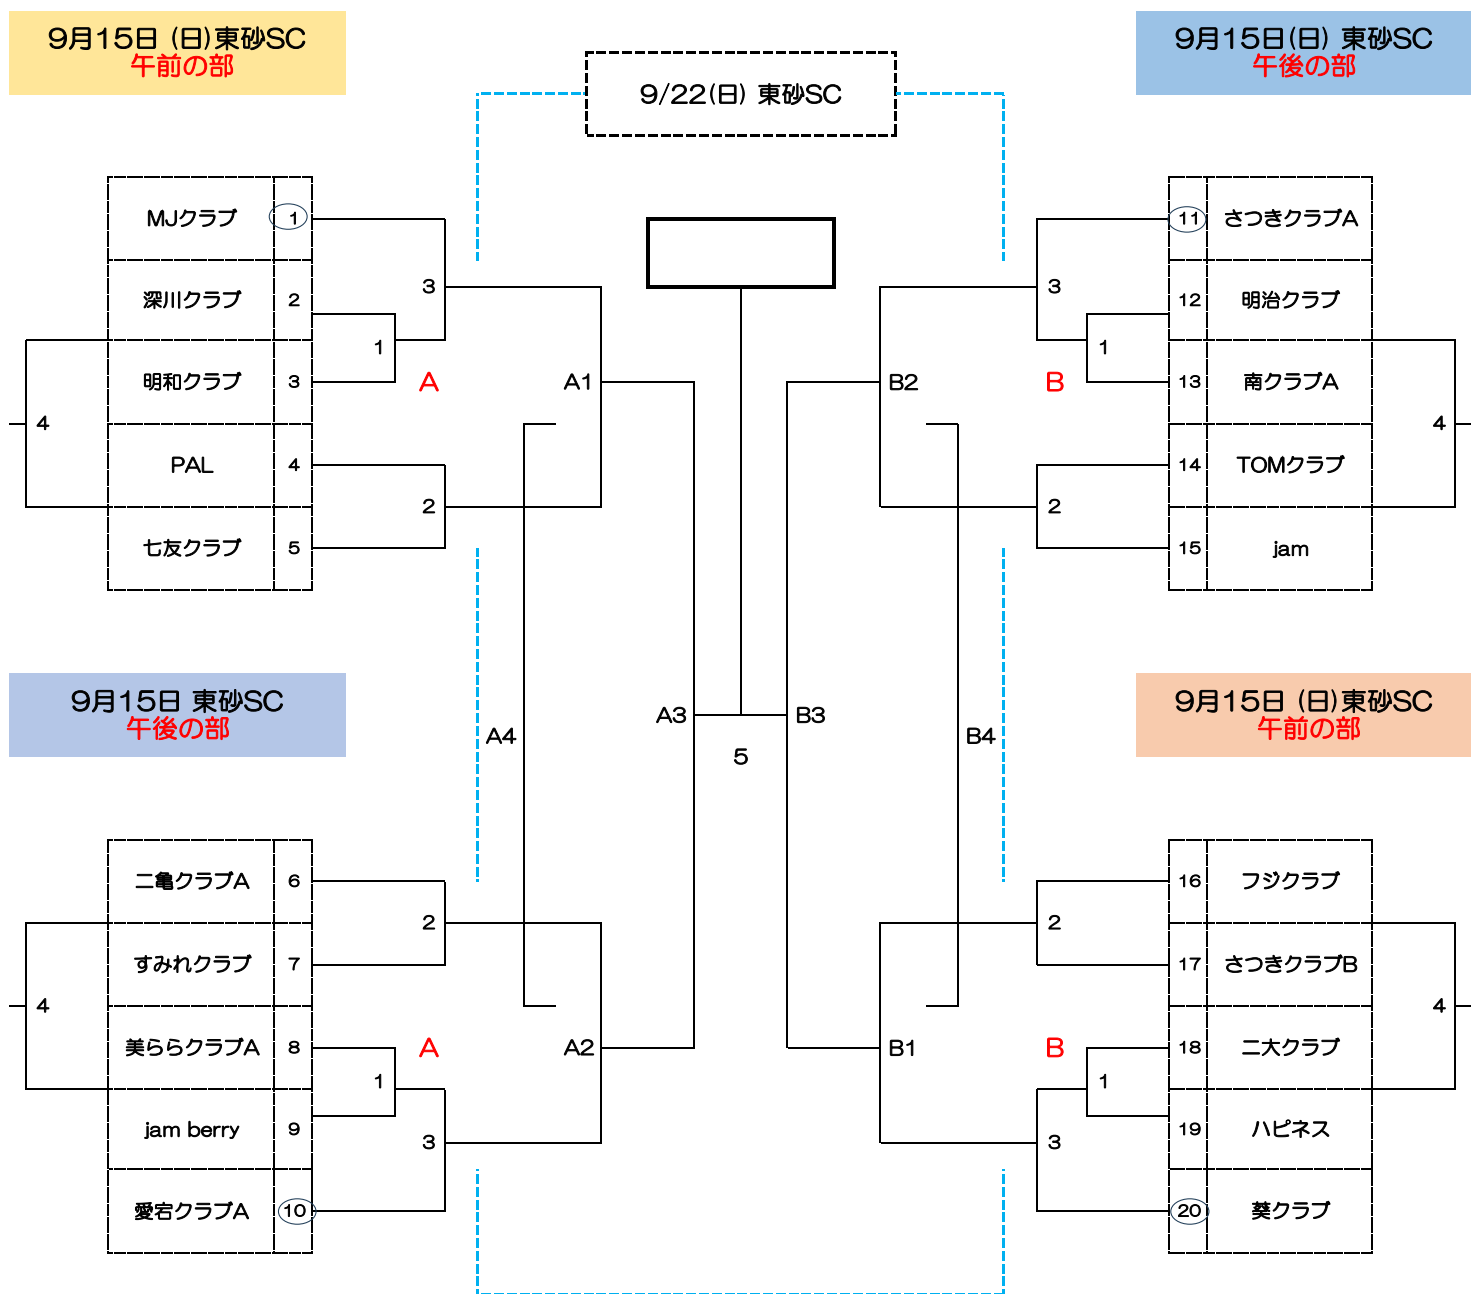 9月15日 (日)東砂SC
午前の部
9月15日(日) 東砂SC
午後の部
9/22(日) 東砂SC
MJクラブ 1
深川クラブ 2
明和クラブ 3
PAL 4
七友クラブ 5
4
1
3
2
A
A1
11 さつきクラブA
12 明治クラブ
13 南クラブA
14 TOMクラブ
15 jam
3
1
2
4
B
B2
9月15日 東砂SC
午後の部
9月15日 (日)東砂SC
午前の部
A4
A3
5
B3
B4
二亀クラブA 6
すみれクラブ 7
美ららクラブA 8
jam berry 9
愛宕クラブA 10
4
2
1
3
A
A2
16 フジクラブ
17 さつきクラブB
18 二大クラブ
19 ハピネス
20 葵クラブ
2
1
3
4
B
B1